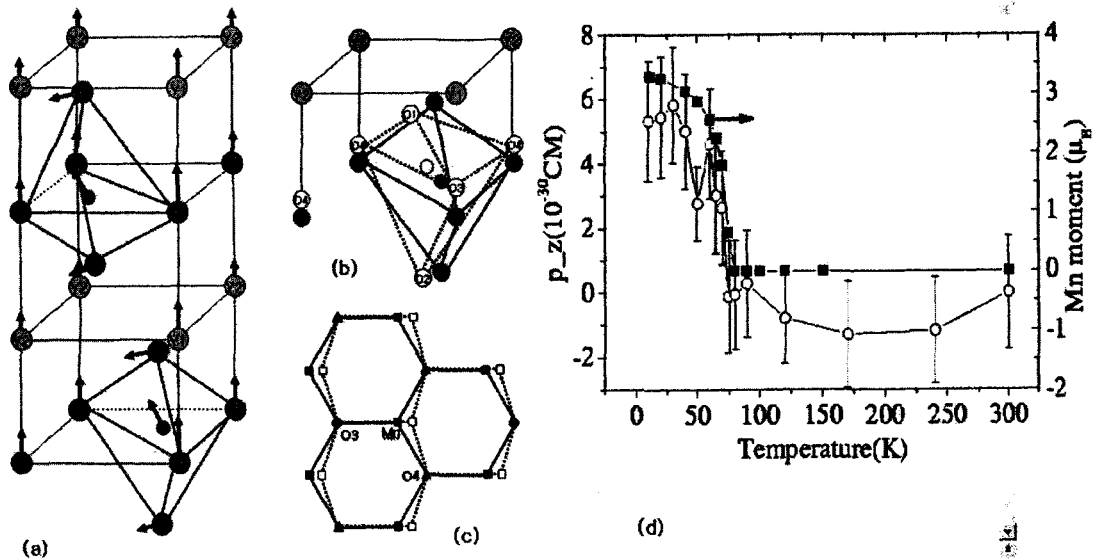 O1
O4
O4
O3
O4
O2
(b)
O3
Mn
O4
(c)
(a)
8
6
4
2
0
-2
p_z(10⁻³⁰CM)
4
3
2
1
0
-1
-2
Mn moment (μ_B)
0 50 100 150 200 250 300
Temperature(K)
(d)